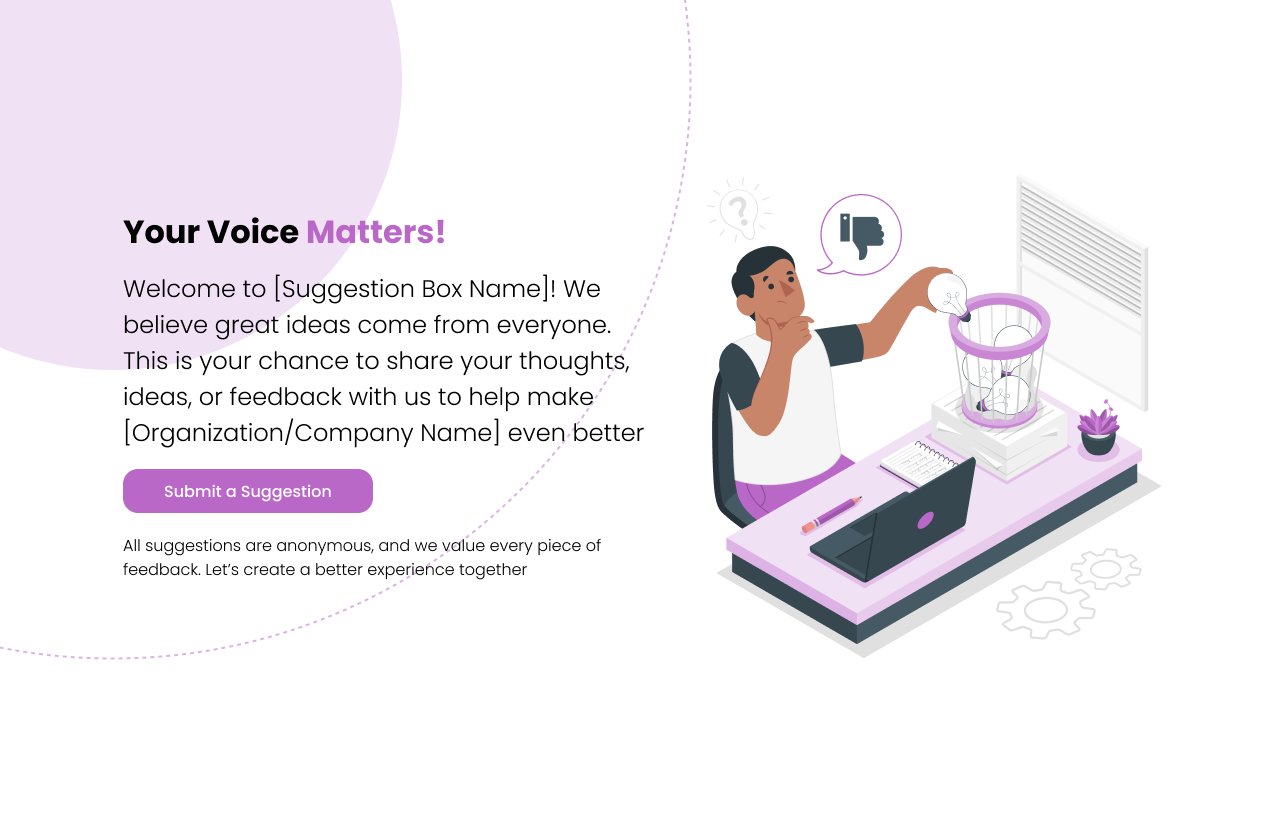 Your Voice Matters!
Welcome to [Suggestion Box Name]! We
believe great ideas come from everyone.
This is your chance to share your thoughts,
ideas, or feedback with us to help make
[Organization/Company Name] even better
Submit a Suggestion
All suggestions are anonymous, and we value every piece of
feedback. Let’s create a better experience together